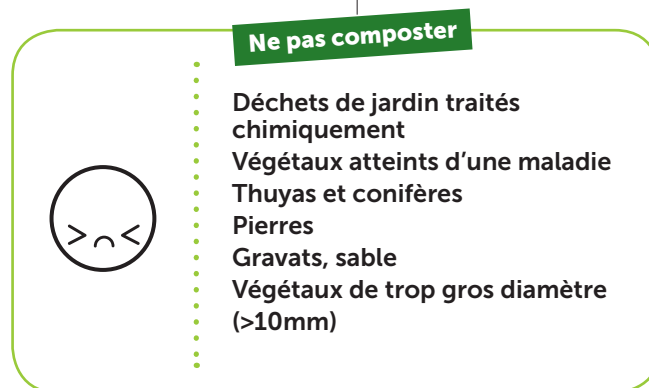 Ne pas composter
Déchets de jardin traités
chimiquement
Végétaux atteints d’une maladie
Thuyas et conifères
Pierres
Gravats, sable
Végétaux de trop gros diamètre
(>10mm)